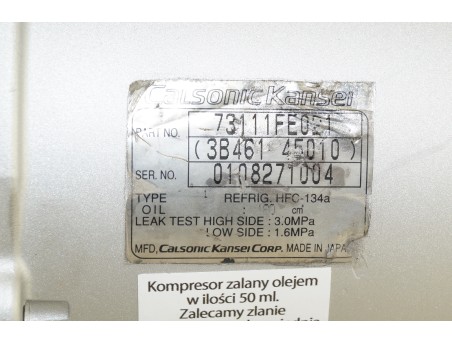 Calsonic Kansei
PART NO. 73111FE021
(3B461 45010)
SER. NO. 0108271004
TYPE REFRIG. HFC-134a
OIL cm³
LEAK TEST HIGH SIDE : 3.0MPa
LOW SIDE : 1.6MPa
MFD. CALSONIC KANSEI CORP. MADE IN JAPAN
Kompresor zalany olejem
w ilości 50 ml.
Zalecamy zlanie